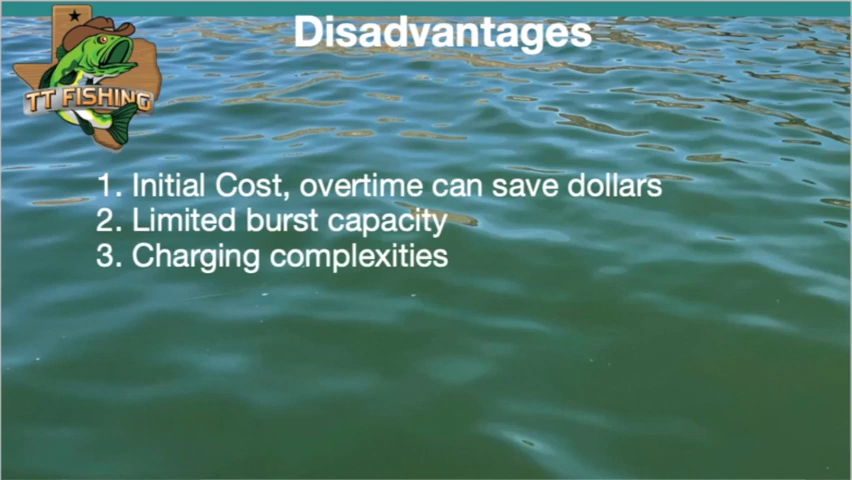 Disadvantages
TT FISHING
1. Initial Cost, overtime can save dollars
2. Limited burst capacity
3. Charging complexities